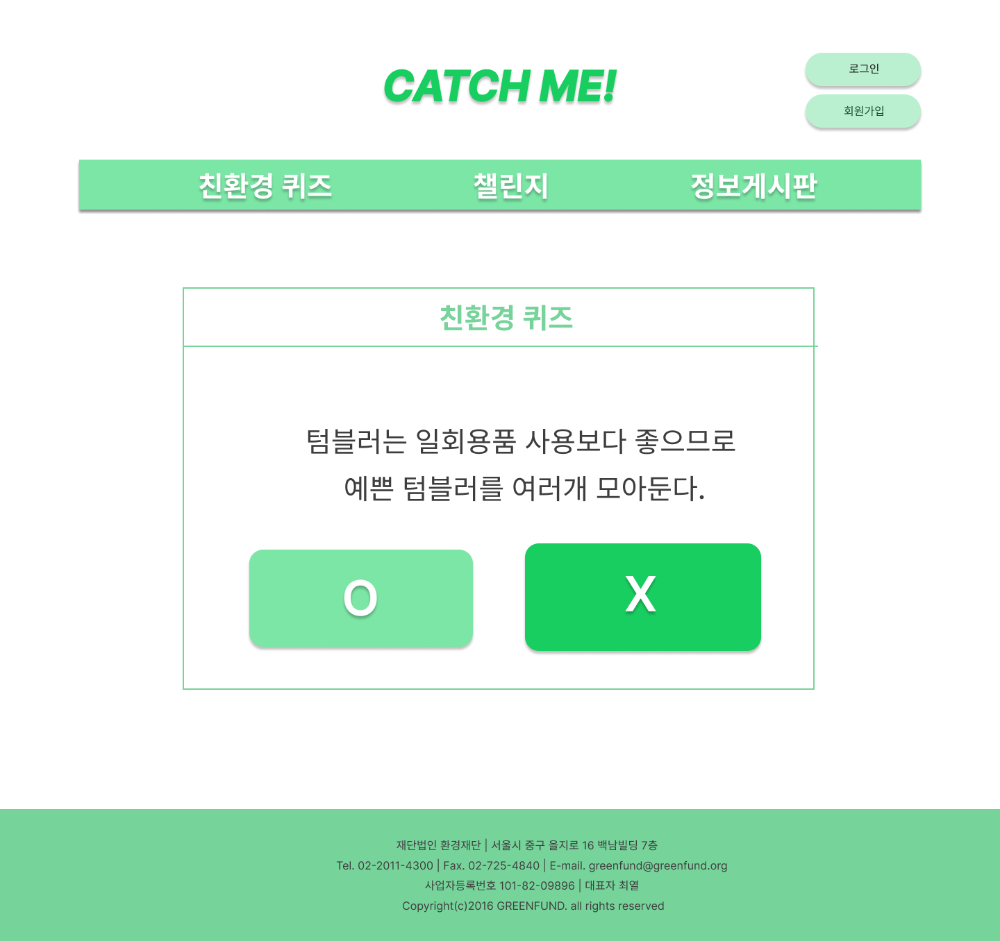 CATCH ME!
로그인
회원가입
친환경 퀴즈 챌린지 정보게시판
친환경 퀴즈
텀블러는 일회용품 사용보다 좋으므로
예쁜 텀블러를 여러개 모아둔다.
O X
재단법인 환경재단 | 서울시 중구 을지로 16 백남빌딩 7층
Tel. 02-2011-4300 | Fax. 02-725-4840 | E-mail. greenfund@greenfund.org
사업자등록번호 101-82-09896 | 대표자 최열
Copyright(c)2016 GREENFUND. all rights reserved